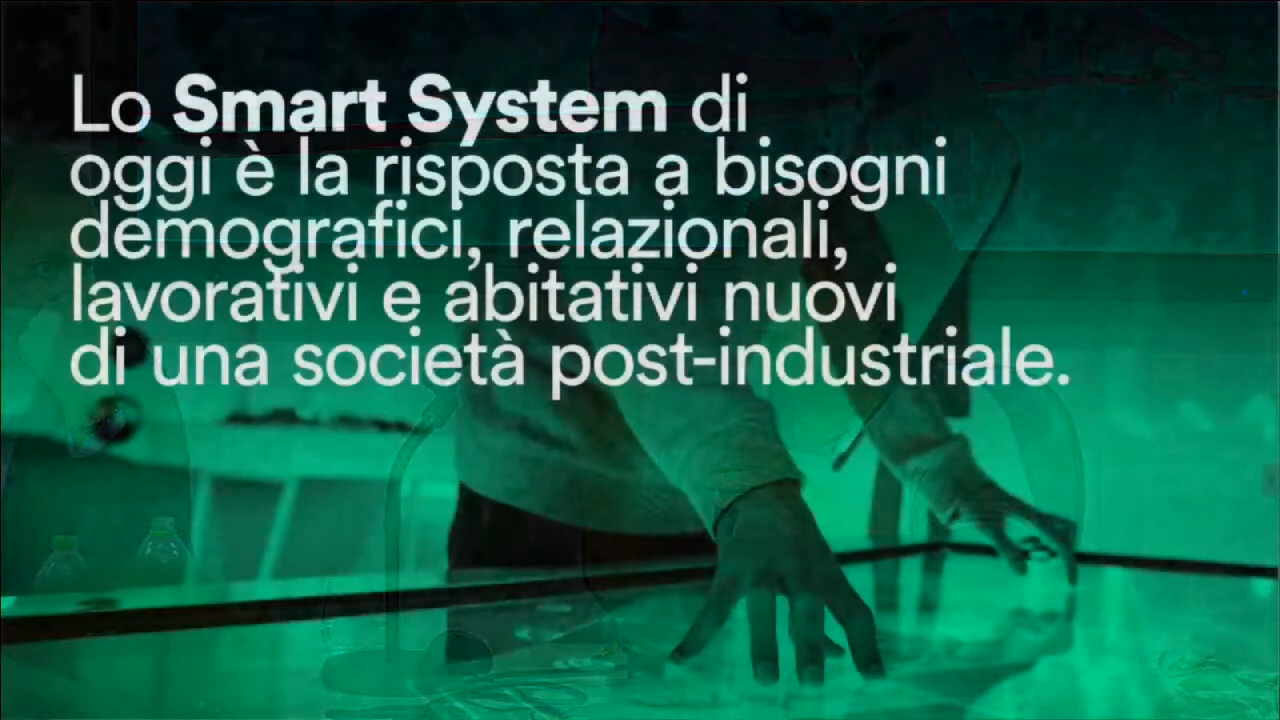 Lo Smart System di
oggi è la risposta a bisogni
demografici, relazionali,
lavorativi e abitativi nuovi
di una società post-industriale.